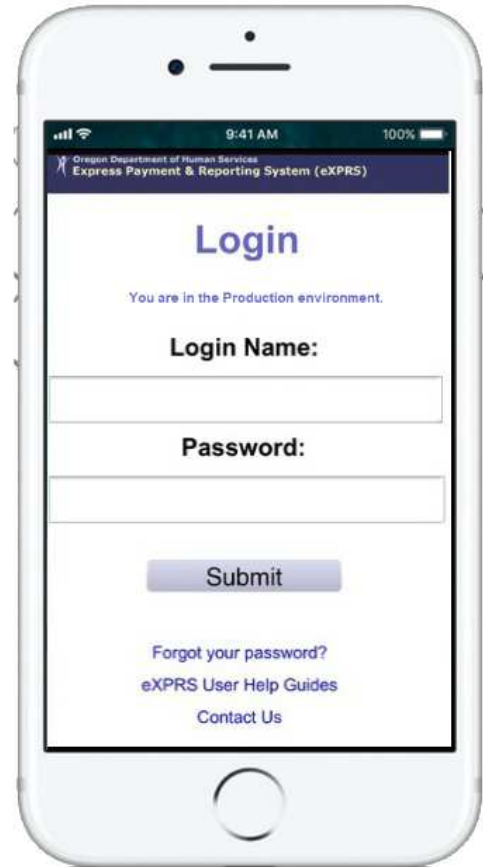 9:41 AM
100%
Oregon Department of Human Services
Express Payment & Reporting System (eXPRS)
Login
You are in the Production environment.
Login Name:
Password:
Submit
Forgot your password?
eXPRS User Help Guides
Contact Us